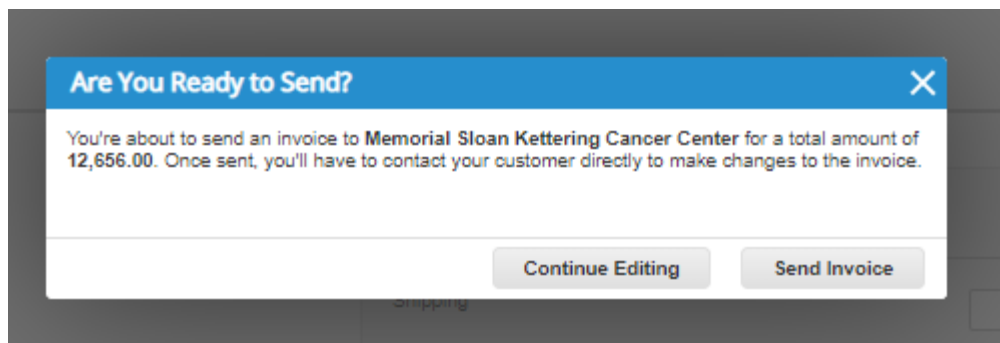 Are You Ready to Send?
You're about to send an invoice to Memorial Sloan Kettering Cancer Center for a total amount of
12,656.00. Once sent, you'll have to contact your customer directly to make changes to the invoice.
Continue Editing Send Invoice
Shipping